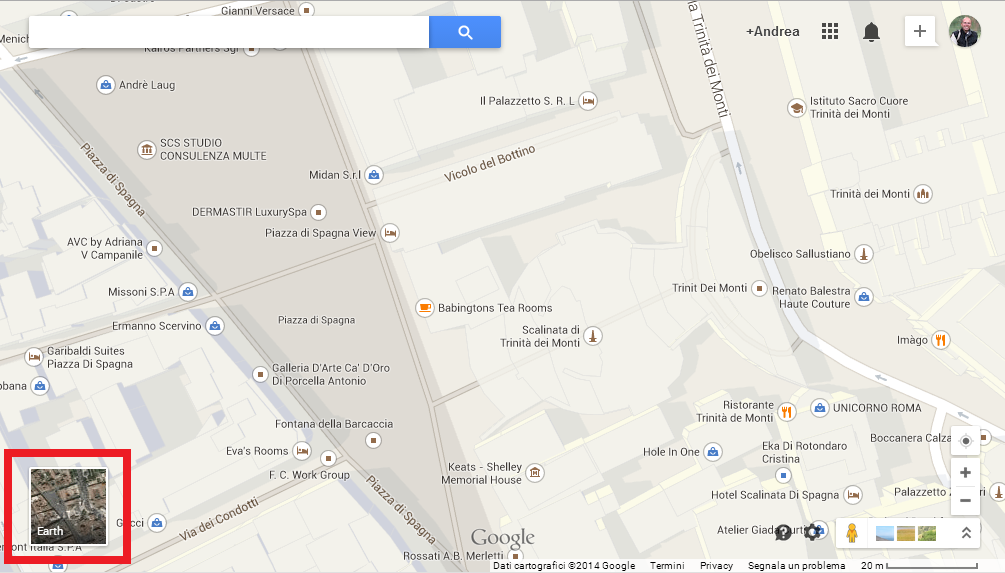 Gianni Versace
+Andrea
Kairos Partners Sgr
Andrè Laug
Il Palazzetto S. R. L
Istituto Sacro Cuore
Trinità dei Monti
Trinità dei Monti
SCS STUDIO
CONSULENZA MULTE
Piazza di Spagna
Vicolo del Bottino
Midan S.r.l
Trinità dei Monti
DERMASTIR LuxurySpa
Piazza di Spagna View
AVC by Adriana
V Campanile
Obelisco Sallustiano
Missoni S.P.A
Trinit Dei Monti
Renato Balestra
Haute Couture
Babingtons Tea Rooms
Piazza di Spagna
Ermanno Scervino
Scalinata di
Trinità dei Monti
Imàgo
Garibaldi Suites
Piazza Di Spagna
Galleria D'Arte Ca' D'Oro
Di Porcella Antonio
Ristorante
Trinità de Monti
UNICORNO ROMA
Fontana della Barcaccia
Boccanera Calza
Eva's Rooms
Hole In One
Eka Di Rotondaro
Cristina
F. C. Work Group
Keats - Shelley
Memorial House
Piazza di Spagna
Hotel Scalinata Di Spagna
Palazzetto
Earth
Via dei Condotti
Google
Rossati A.B. Merletti
Dati cartografici ©2014 Google Termini Privacy Segnala un problema 20 m